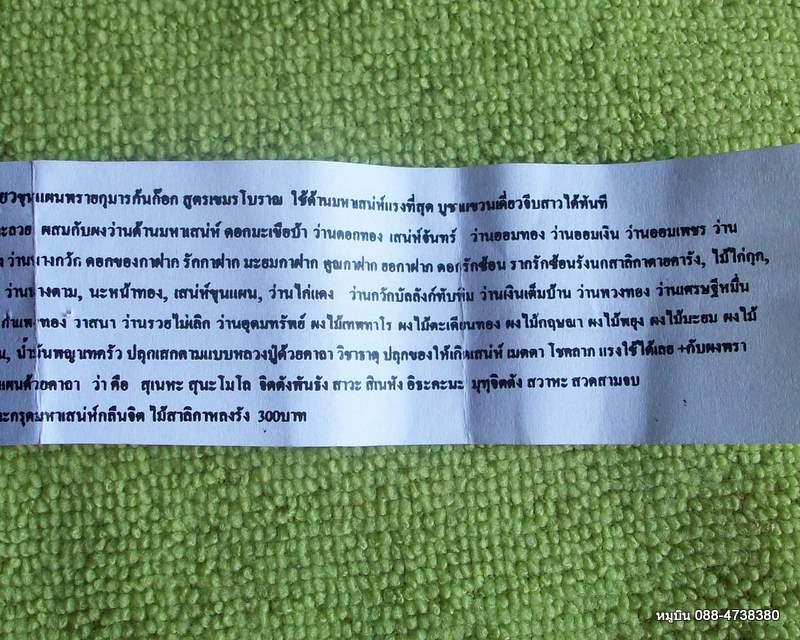 ขุนแผนพรายกุมารก้นก๊อก สูตรเขมรโบราณ ใช้ด้านมหาเสน่ห์แรงที่สุด บูชาแขวนเดี่ยวจีบสาวได้ทันที
ผสมกับผงว่านด้านมหาเสน่ห์ ดอกมะเขือบ้า ว่านดอกทอง เสน่ห์จันทร์ ว่านออมทอง ว่านออมเงิน ว่านออมเพชร ว่าน
ว่านนางกวัก ดอกของกาฝาก รักกาฝาก มะยมกาฝาก คูณกาฝาก ดอกรักซ้อน รากรักซ้อนรังนกสาลิกาตายคารัง, ไม้ไก่กุก,
ว่านนางตาม, นะหน้าทอง, เสน่ห์ขุนแผน, ว่านไก่แดง ว่านกวักบัลลังก์ทับทิม ว่านเงินเต็มบ้าน ว่านพวงทอง ว่านเศรษฐีหมื่น
ทอง วาสนา ว่านรวยไม่เลิก ว่านอุดมทรัพย์ ผงไม้เทพทาโร ผงไม้ตะเคียนทอง ผงไม้กฤษณา ผงไม้พยุง ผงไม้มะยม ผงไม้
น้ำมันพญาเทครัว ปลุกเสกตามแบบหลวงปู่ด้วยคาถา วิชาธาตุ ปลุกของให้เกิดเสน่ห์ เมตตา โชคลาภ แรงใช้ได้เลย +กับผงพรา
แผนด้วยคาถา ว่า คือ สุเนหะ สุนะโมโล จิตตังพันธัง สาวะ สิเนหัง อิธะคะมะ มุทุจิตตัง สวาหะ สวดสามจบ
มหาเสน่ห์กลืนจิต ไม้สาลิกาหลงรัง 300บาท
หมูบิน 088-4738380